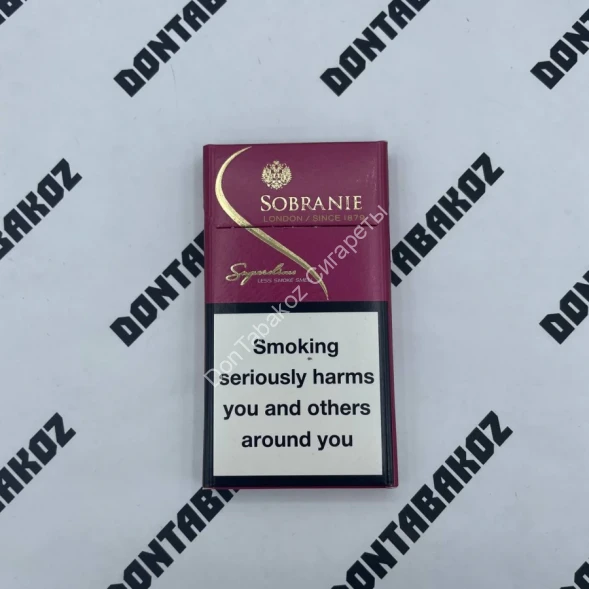 DONTABAKOZ
DONTABAKOZ
DONTABAKOZ
SOBRANIE
LONDON / SINCE 1879
Superslims
LESS SMOKE SMELL
DonTabakoz Сигареты
Smoking
seriously harms
you and others
around you
DONTABAKOZ
DONTABAKOZ
DONTABAKOZ